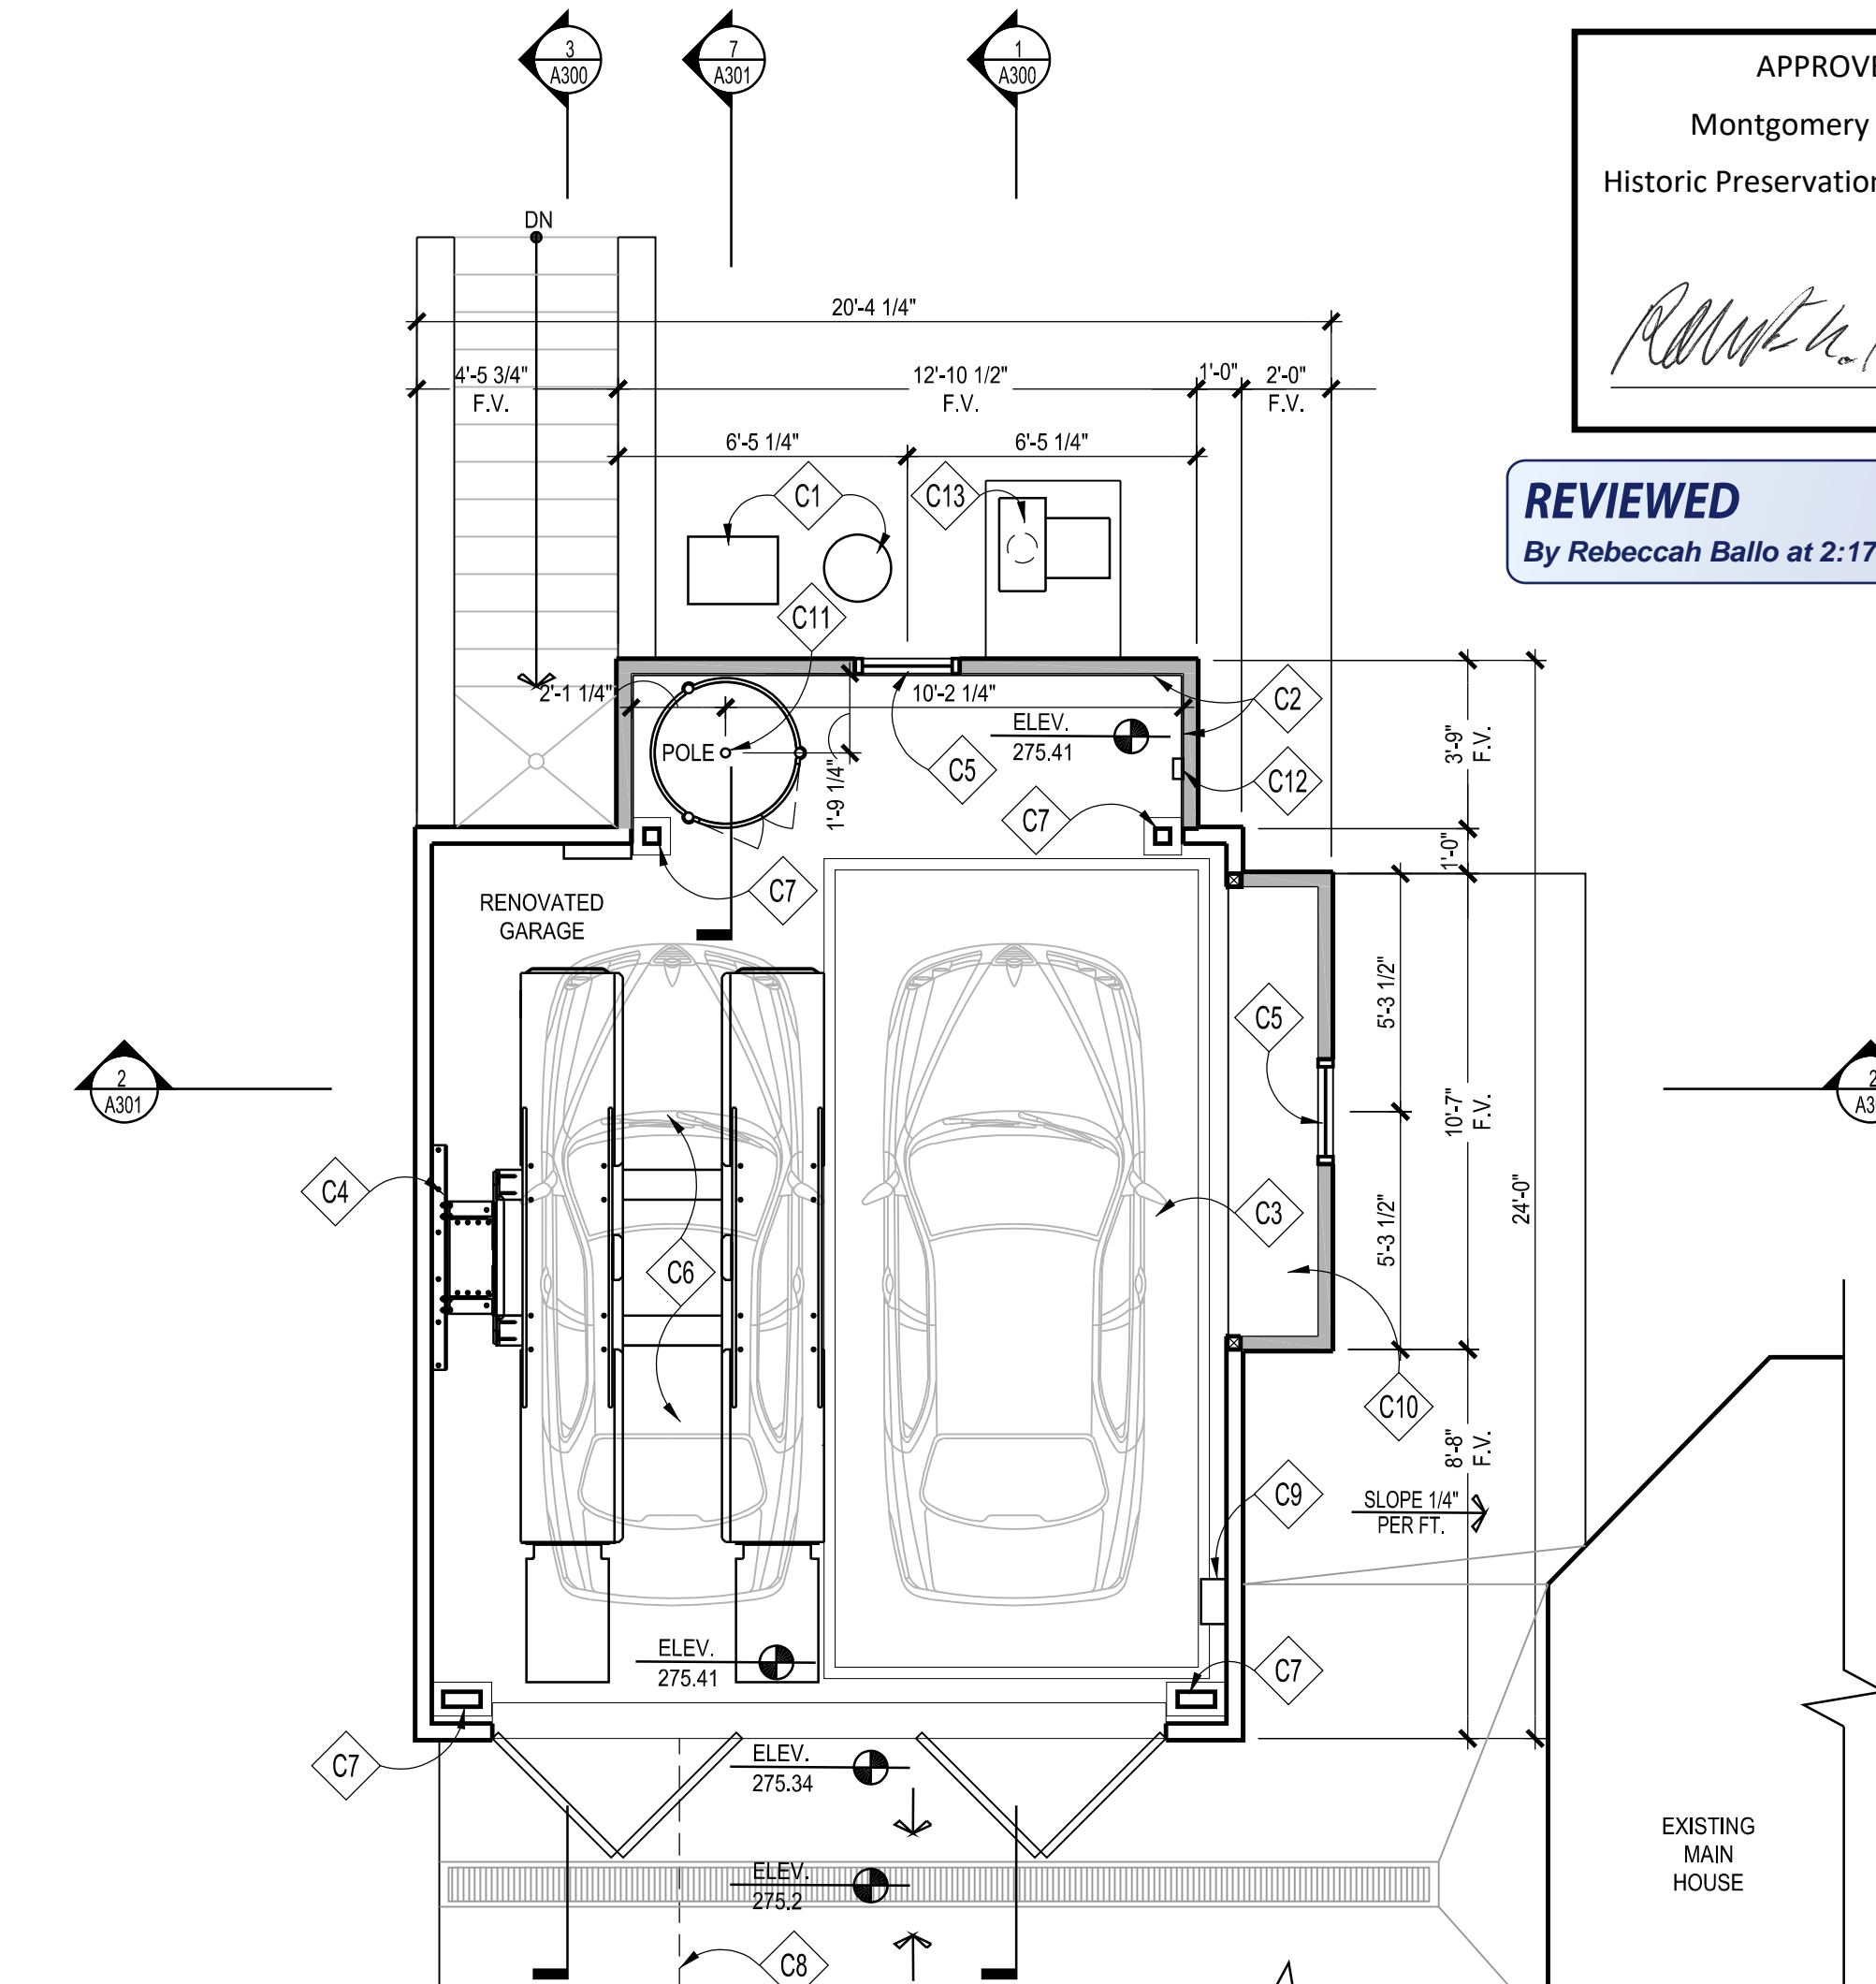 3
A300
7
A301
1
A300
APPROVE
Montgomery
Historic Preservation
DN
20'-4 1/4"
4'-5 3/4"
F.V.
12'-10 1/2"
F.V.
1'-0"
2'-0"
F.V.
6'-5 1/4"
6'-5 1/4"
REVIEWED
By Rebeccah Ballo at 2:17
C1
C13
C11
2'-1 1/4"
10'-2 1/4"
C2
ELEV.
275.41
POLE
C5
C12
3'-9"
F.V.
1'-9 1/4"
C7
1'-0"
C7
RENOVATED
GARAGE
5'-3 1/2"
C5
2
A301
10'-7"
F.V.
2
A3
C4
C3
24'-0"
C6
5'-3 1/2"
C10
8'-8"
F.V.
C9
SLOPE 1/4"
PER FT.
ELEV.
275.41
C7
C7
ELEV.
275.34
ELEV.
275.2
EXISTING
MAIN
HOUSE
C8